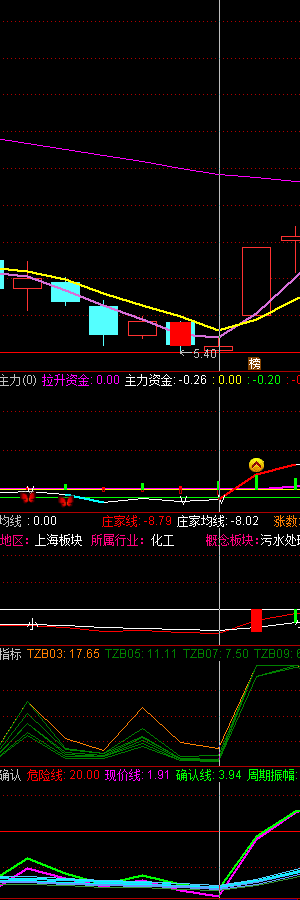 5.40
榜
主力(0) 拉升资金: 0.00 主力资金: -0.26 : 0.00 : -0.20 : -0
均线 : 0.00 庄家线: -8.79 庄家均线: -8.02 涨数:
地区: 上海板块 所属行业: 化工 概念板块: 污水处理
小
指标 TZB03: 17.65 TZB05: 11.11 TZB07: 7.50 TZB09: 6
确认 危险线: 20.00 现价线: 1.91 确认线: 3.94 周期振幅: